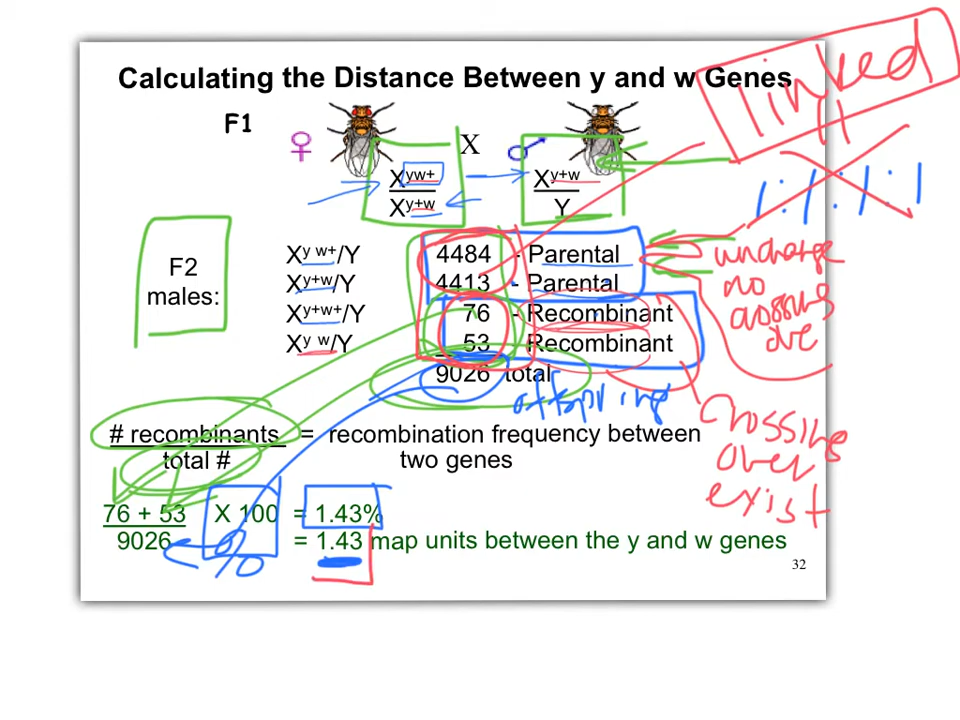 Calculating the Distance Between y and w Genes
linked
F1
♀ X ♂
Xyw+ Xy+w
Xy+w Y
1:1:1:1
F2
males:
Xy w+/Y 4484 - Parental
Xy+w/Y 4413 - Parental
Xy+w+/Y 76 - Recombinant
Xy w/Y 53 Recombinant
9026 total
offspring
no
crossing
over
exist
# recombinants = recombination frequency between
total # two genes
76 + 53 X 100 = 1.43%
9026 %
= 1.43 map units between the y and w genes
32